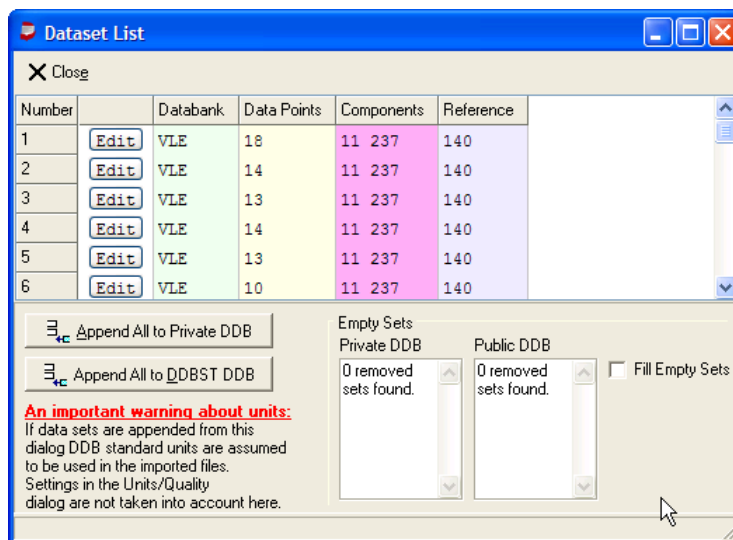 Dataset List
Close
Number Databank Data Points Components Reference
1 Edit VLE 18 11 237 140
2 Edit VLE 14 11 237 140
3 Edit VLE 13 11 237 140
4 Edit VLE 14 11 237 140
5 Edit VLE 13 11 237 140
6 Edit VLE 10 11 237 140
Append All to Private DDB
Append All to DDBST DDB
An important warning about units:
If data sets are appended from this
dialog DDB standard units are assumed
to be used in the imported files.
Settings in the Units/Quality
dialog are not taken into account here.
Empty Sets
Private DDB
0 removed
sets found.
Public DDB
0 removed
sets found.
Fill Empty Sets